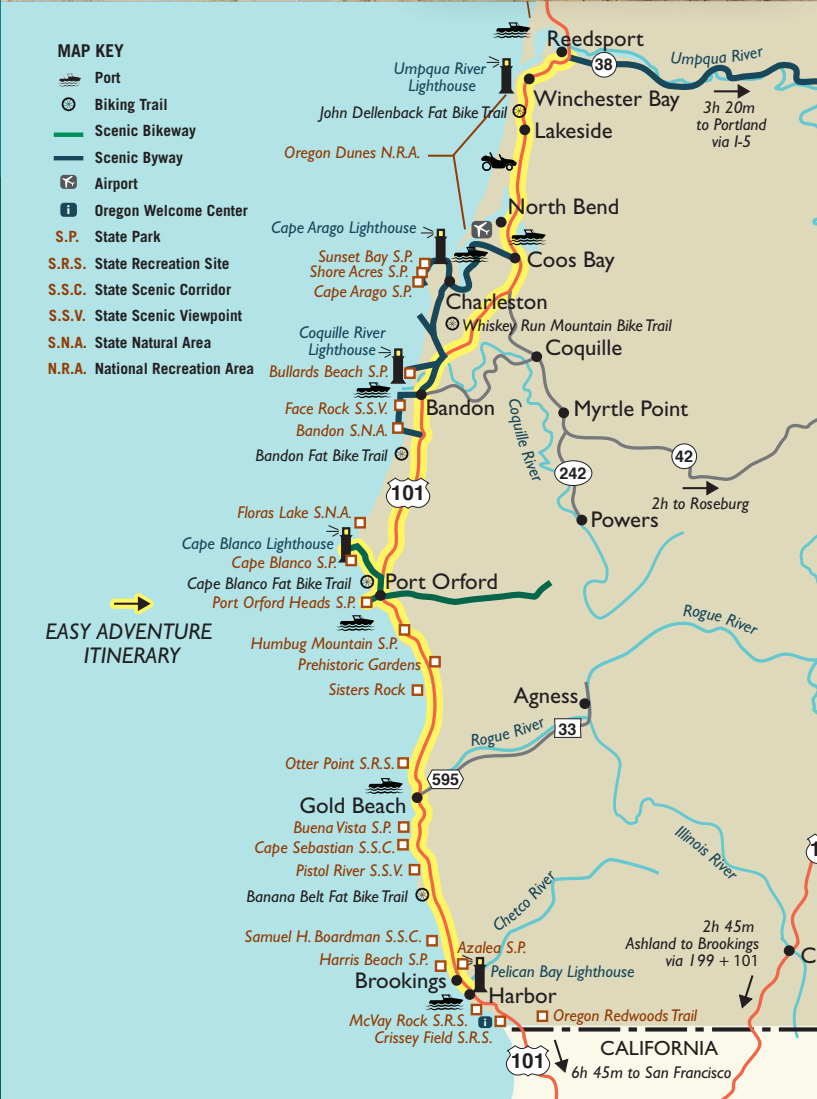 MAP KEY
Port
Biking Trail
Scenic Bikeway
Scenic Byway
Airport
i Oregon Welcome Center
S.P. State Park
S.R.S. State Recreation Site
S.S.C. State Scenic Corridor
S.S.V. State Scenic Viewpoint
S.N.A. State Natural Area
N.R.A. National Recreation Area
Reedsport
38
Umpqua River
Umpqua River
Lighthouse
Winchester Bay
3h 20m
to Portland
via I-5
John Dellenback Fat Bike Trail
Lakeside
Oregon Dunes N.R.A.
North Bend
Cape Arago Lighthouse
Sunset Bay S.P.
Shore Acres S.P.
Cape Arago S.P.
Coos Bay
Charleston
Whiskey Run Mountain Bike Trail
Coquille River
Lighthouse
Coquille
Bullards Beach S.P.
Face Rock S.S.V.
Bandon
Myrtle Point
Coquille River
Bandon S.N.A.
Bandon Fat Bike Trail
42
242
2h to Roseburg
101
Floras Lake S.N.A.
Powers
Cape Blanco Lighthouse
Cape Blanco S.P.
Cape Blanco Fat Bike Trail
Port Orford
Port Orford Heads S.P.
EASY ADVENTURE
ITINERARY
Rogue River
Humbug Mountain S.P.
Prehistoric Gardens
Sisters Rock
Agness
Rogue River
33
Otter Point S.R.S.
595
Gold Beach
Buena Vista S.P.
Cape Sebastian S.S.C.
Illinois River
Pistol River S.S.V.
Banana Belt Fat Bike Trail
Chetco River
Samuel H. Boardman S.S.C.
Azalea S.P.
2h 45m
Ashland to Brookings
via 199 + 101
C
Harris Beach S.P.
Pelican Bay Lighthouse
Brookings
Harbor
McVay Rock S.R.S.
i
Oregon Redwoods Trail
Crissey Field S.R.S.
101
CALIFORNIA
6h 45m to San Francisco